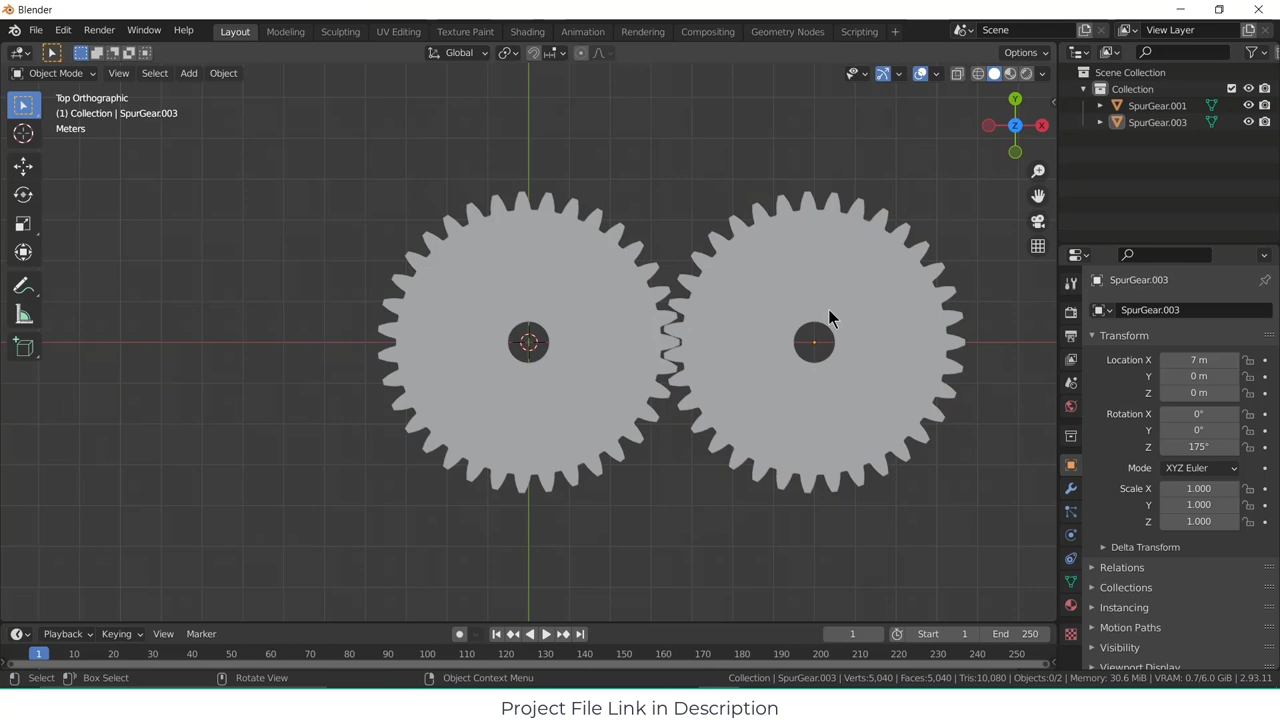 Blender
File Edit Render Window Help Layout Modeling Sculpting UV Editing Texture Paint Shading Animation Rendering Compositing Geometry Nodes Scripting + Scene View Layer
Global Options
Object Mode View Select Add Object
Top Orthographic
(1) Collection | SpurGear.003
Meters
Y
Z X
Scene Collection
Collection
SpurGear.001
SpurGear.003
SpurGear.003
SpurGear.003
Transform
Location X 7 m
Y 0 m
Z 0 m
Rotation X 0°
Y 0°
Z 175°
Mode XYZ Euler
Scale X 1.000
Y 1.000
Z 1.000
Delta Transform
Relations
Collections
Instancing
Motion Paths
Visibility
Viewport Display
Playback Keying View Marker 1 Start 1 End 250
1 10 20 30 40 50 60 70 80 90 100 110 120 130 140 150 160 170 180 190 200 210 220 230 240 250
Select Box Select Rotate View Object Context Menu Collection | SpurGear.003 | Verts:5,040 | Faces:5,040 | Tris:10,080 | Objects:0/2 | Memory: 30.6 MiB | VRAM: 0.7/6.0 GiB | 2.93.11
Project File Link in Description